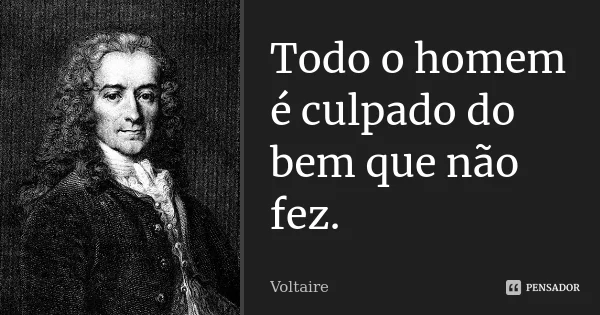 Todo o homem
é culpado do
bem que não
fez.
Voltaire
PENSADOR